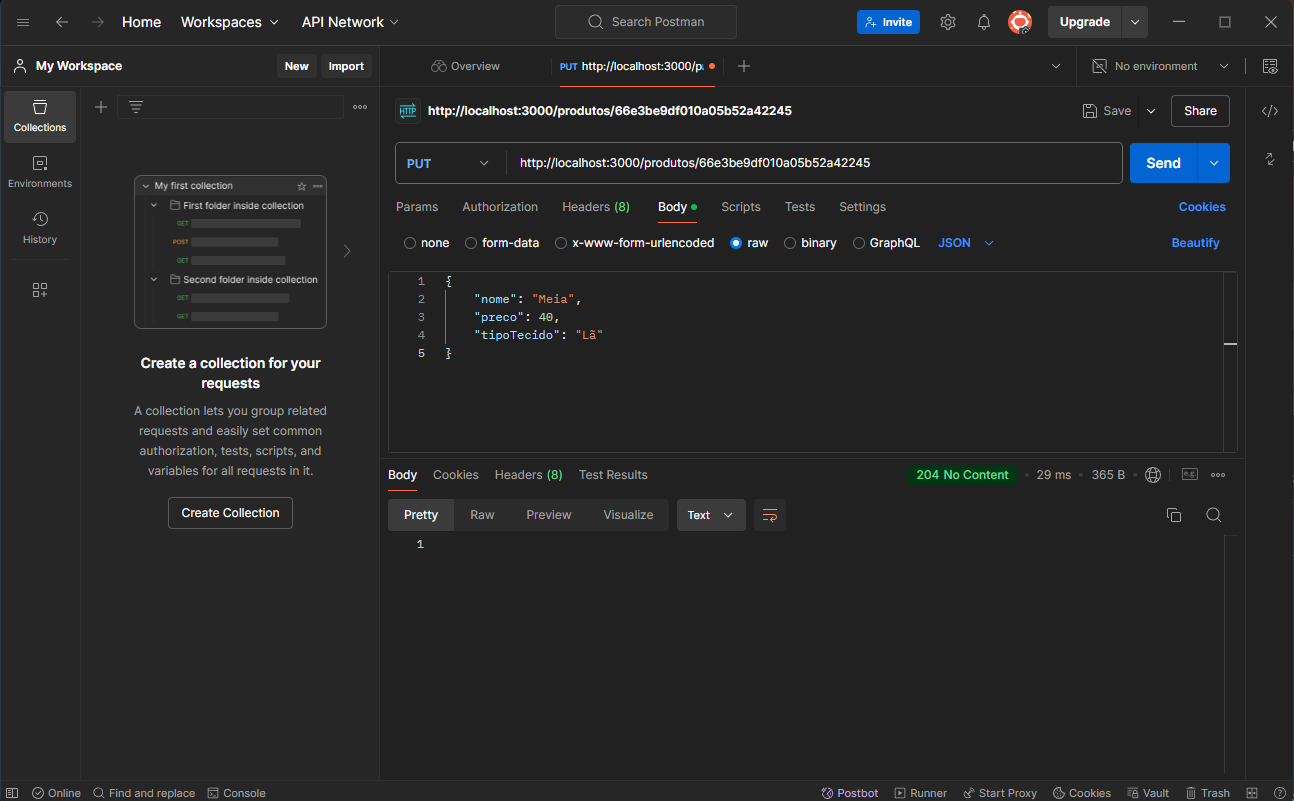 Home Workspaces API Network Search Postman Invite Upgrade
My Workspace New Import Overview PUT http://localhost:3000/p. No environment
Collections
Environments
History
My first collection
First folder inside collection
GET
POST
GET
Second folder inside collection
GET
GET
Create a collection for your
requests
A collection lets you group related
requests and easily set common
authorization, tests, scripts, and
variables for all requests in it.
Create Collection
HTTP http://localhost:3000/produtos/66e3be9df010a05b52a42245 Save Share
PUT http://localhost:3000/produtos/66e3be9df010a05b52a42245 Send
Params Authorization Headers (8) Body Scripts Tests Settings Cookies
none form-data x-www-form-urlencoded raw binary GraphQL JSON Beautify
1 {
2 "nome": "Meia",
3 "preco": 40,
4 "tipoTecido": "Lã"
5 }
Body Cookies Headers (8) Test Results 204 No Content 29 ms 365 B e.g.
Pretty Raw Preview Visualize Text
1
Online Find and replace Console Postbot Runner Start Proxy Cookies Vault Trash